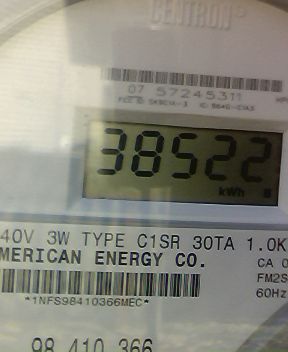 CENTRON®
07 57245311
38522
kWh
40V 3W TYPE C1SR 30TA 1.0K
MERICAN ENERGY CO.
CA 0
FM2S
60Hz
*1NFS98410366MEC*
98 410 366